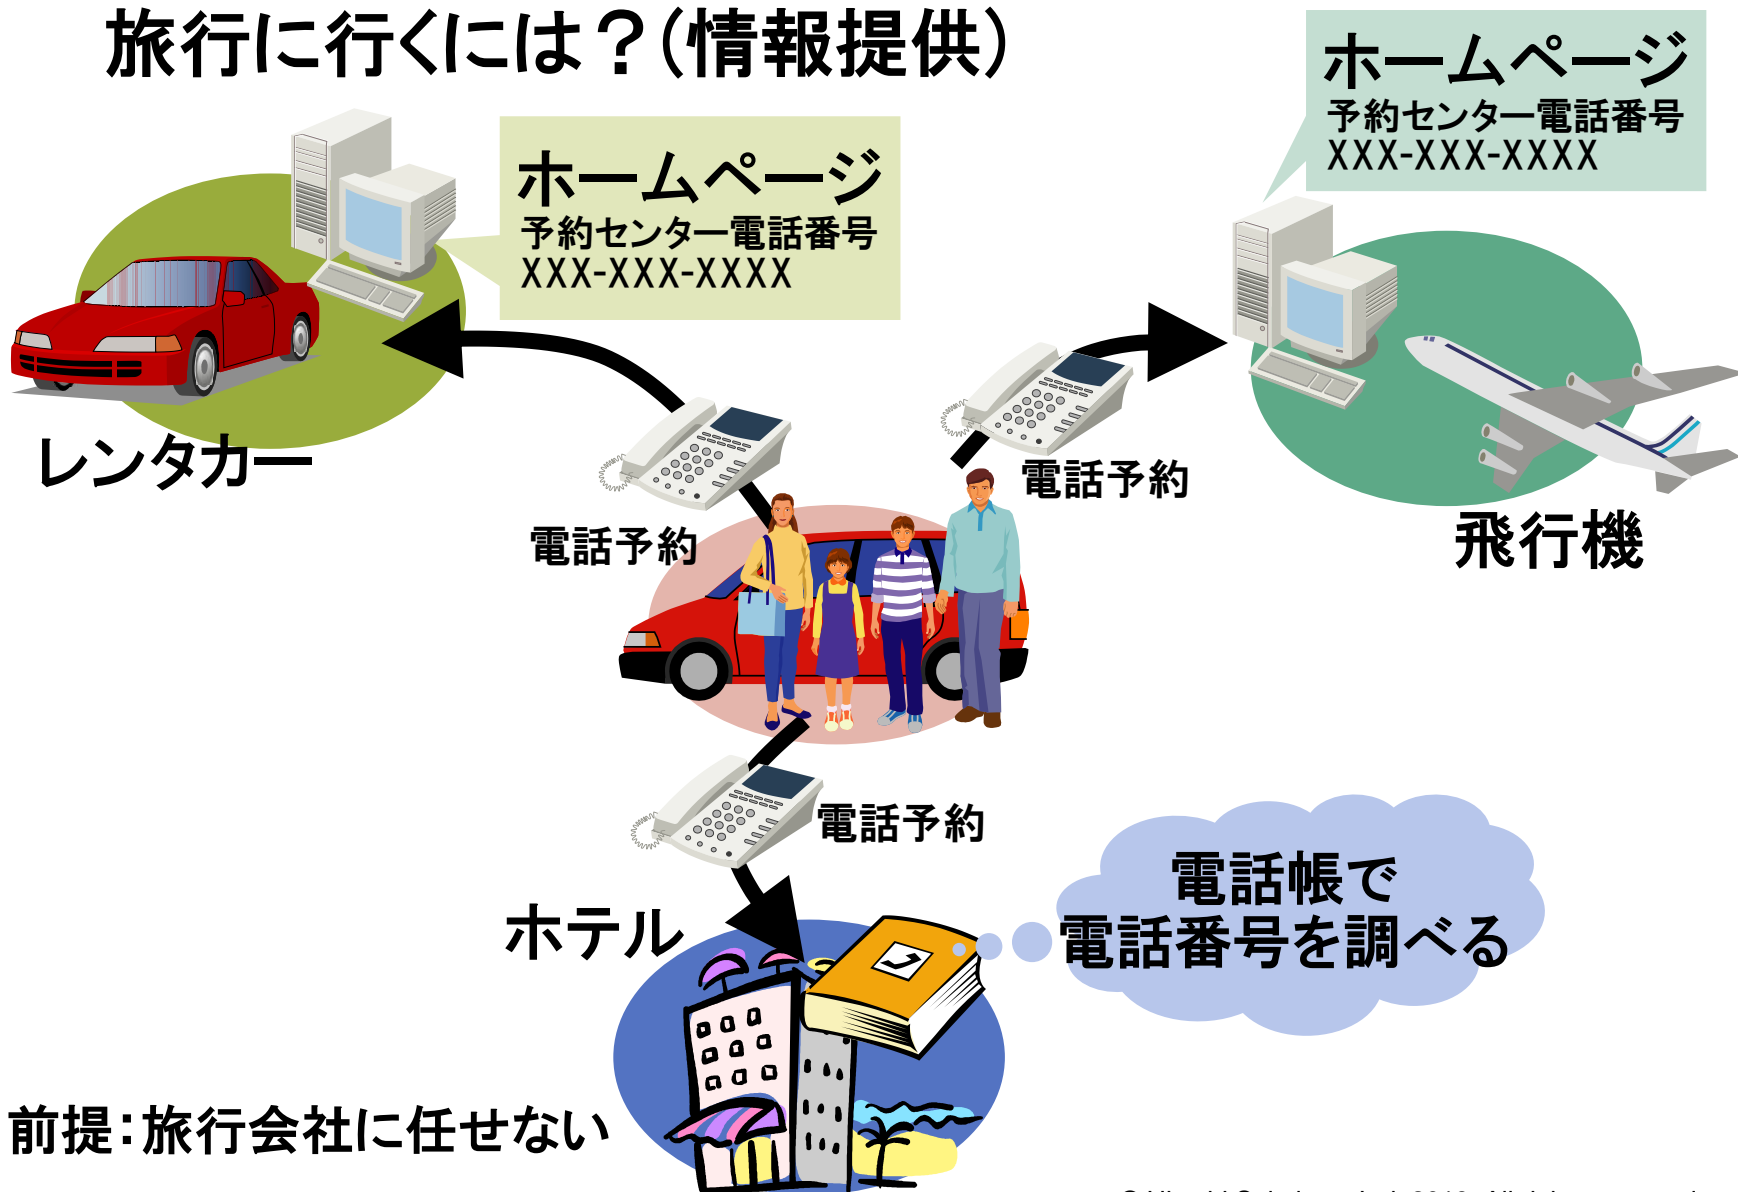 旅行に行くには？（情報提供）
ホームページ
予約センター電話番号
XXX-XXX-XXXX
ホームページ
予約センター電話番号
XXX-XXX-XXXX
レンタカー
電話予約
電話予約
飛行機
電話予約
ホテル
電話帳で
電話番号を調べる
前提：旅行会社に任せない